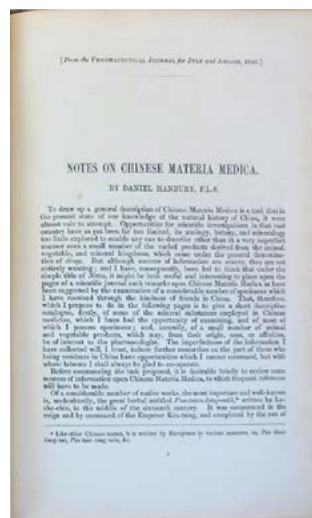 [From the PHARMACEUTICAL JOURNAL for JULY and AUGUST, 1860.]
NOTES ON CHINESE MATERIA MEDICA.
BY DANIEL HANBURY, F.L.S.
To draw up a general description of Chinese Materia Medica is a task that in
the present state of our knowledge of the natural history of China, it were
almost vain to attempt. Opportunities for scientific investigations in that vast
country have as yet been far too limited, its zoology, botany, and mineralogy
too little explored to enable any one to describe other than in a very imperfect
manner even a small number of the varied products derived from the animal,
vegetable, and mineral kingdoms, which come under the general denomina-
tion of drugs. But although sources of information are scanty, they are not
entirely wanting; and I have, consequently, been led to think that under the
simple title of Notes, it might be both useful and interesting to place upon the
pages of a scientific journal such remarks upon Chinese Materia Medica as have
been suggested by the examination of a considerable number of specimens which
I have received through the kindness of friends in China. That, therefore,
which I propose to do in the following pages is to give a short descriptive
catalogue, firstly, of some of the mineral substances employed in Chinese
medicine, which I have had the opportunity of examining, and of most of
which I possess specimens; and, secondly, of a small number of animal
and vegetable products, which may, from their origin, uses, or affinities,
be of interest to the pharmacologist. The imperfectness of the information I
have collected will, I trust, induce further researches on the part of those who
being residents in China have opportunities which I cannot command, but with
whose labours I shall always be glad to co-operate.
Before commencing the task proposed, it is desirable briefly to review some
sources of information upon Chinese Materia Medica, to which frequent references
will have to be made.
Of a considerable number of native works, the most important and well-known
is, undoubtedly, the great herbal entitled written by Le-
she-chin, in the middle of the sixteenth century. It was commenced in the
reign and by command of the Emperor Kea-tsing, and completed by the son of
* Like other Chinese names, it is written by Europeans in various manners, as,